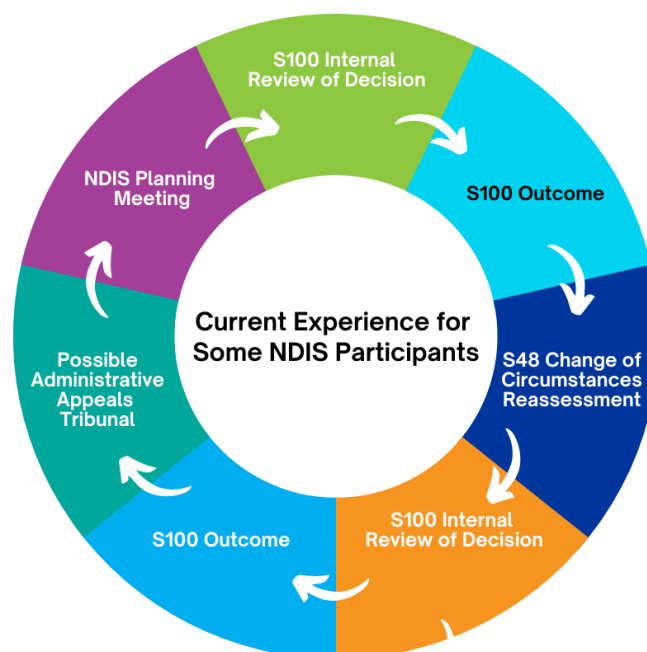 S100 Internal
Review of Decision
S100 Outcome
S48 Change of
Circumstances
Reassessment
S100 Internal
Review of Decision
S100 Outcome
Possible
Administrative
Appeals
Tribunal
NDIS Planning
Meeting
Current Experience for
Some NDIS Participants